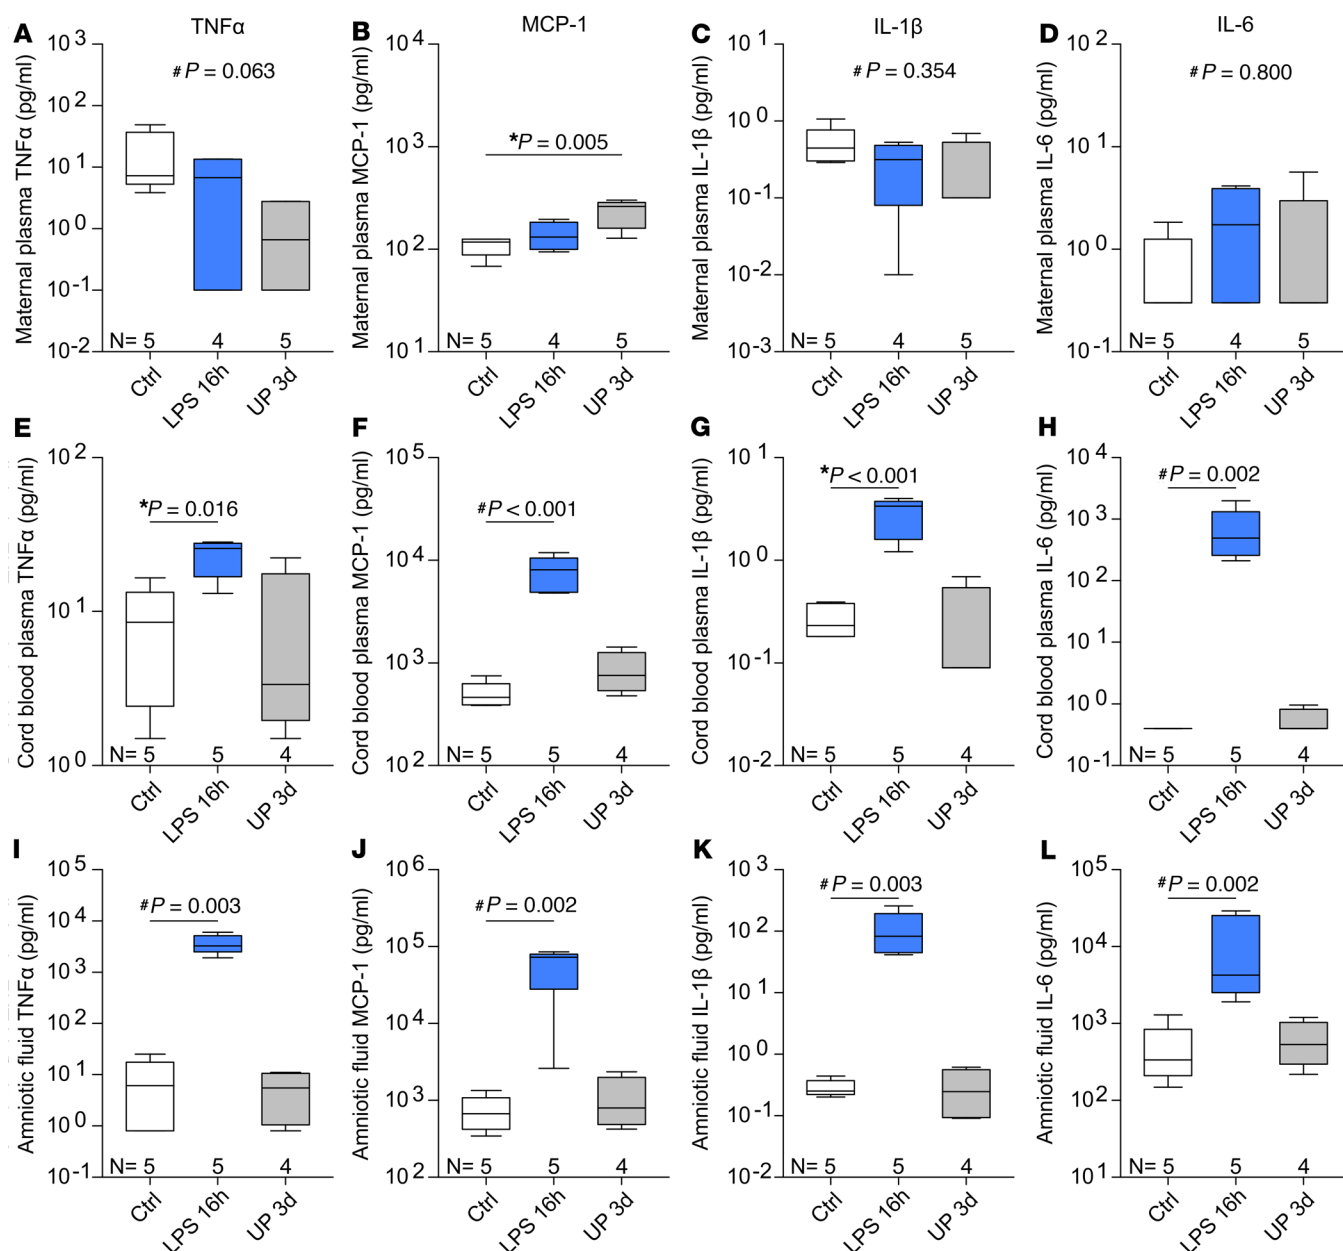 A TNFα
Maternal plasma TNFα (pg/ml)
10^3
10^2
10^1
10^0
10^-1
10^-2
#P = 0.063
N= 5 4 5
Ctrl LPS 16h UP 3d
B MCP-1
Maternal plasma MCP-1 (pg/ml)
10^4
10^3
10^2
10^1
*P = 0.005
N= 5 4 5
Ctrl LPS 16h UP 3d
C IL-1β
Maternal plasma IL-1β (pg/ml)
10^1
10^0
10^-1
10^-2
10^-3
#P = 0.354
N= 5 4 5
Ctrl LPS 16h UP 3d
D IL-6
Maternal plasma IL-6 (pg/ml)
10^2
10^1
10^0
10^-1
#P = 0.800
N= 5 4 5
Ctrl LPS 16h UP 3d
E
Cord blood plasma TNFα (pg/ml)
10^2
10^1
10^0
*P = 0.016
N= 5 5 4
Ctrl LPS 16h UP 3d
F
Cord blood plasma MCP-1 (pg/ml)
10^5
10^4
10^3
10^2
#P < 0.001
N= 5 5 4
Ctrl LPS 16h UP 3d
G
Cord blood plasma IL-1β (pg/ml)
10^1
10^0
10^-1
10^-2
*P < 0.001
N= 5 5 4
Ctrl LPS 16h UP 3d
H
Cord blood plasma IL-6 (pg/ml)
10^4
10^3
10^2
10^1
10^0
10^-1
#P = 0.002
N= 5 5 4
Ctrl LPS 16h UP 3d
I
Amniotic fluid TNFα (pg/ml)
10^5
10^4
10^3
10^2
10^1
10^0
10^-1
#P = 0.003
N= 5 5 4
Ctrl LPS 16h UP 3d
J
Amniotic fluid MCP-1 (pg/ml)
10^6
10^5
10^4
10^3
10^2
#P = 0.002
N= 5 5 4
Ctrl LPS 16h UP 3d
K
Amniotic fluid IL-1β (pg/ml)
10^3
10^2
10^1
10^0
10^-1
10^-2
#P = 0.003
N= 5 5 4
Ctrl LPS 16h UP 3d
L
Amniotic fluid IL-6 (pg/ml)
10^5
10^4
10^3
10^2
10^1
#P = 0.002
N= 5 5 4
Ctrl LPS 16h UP 3d